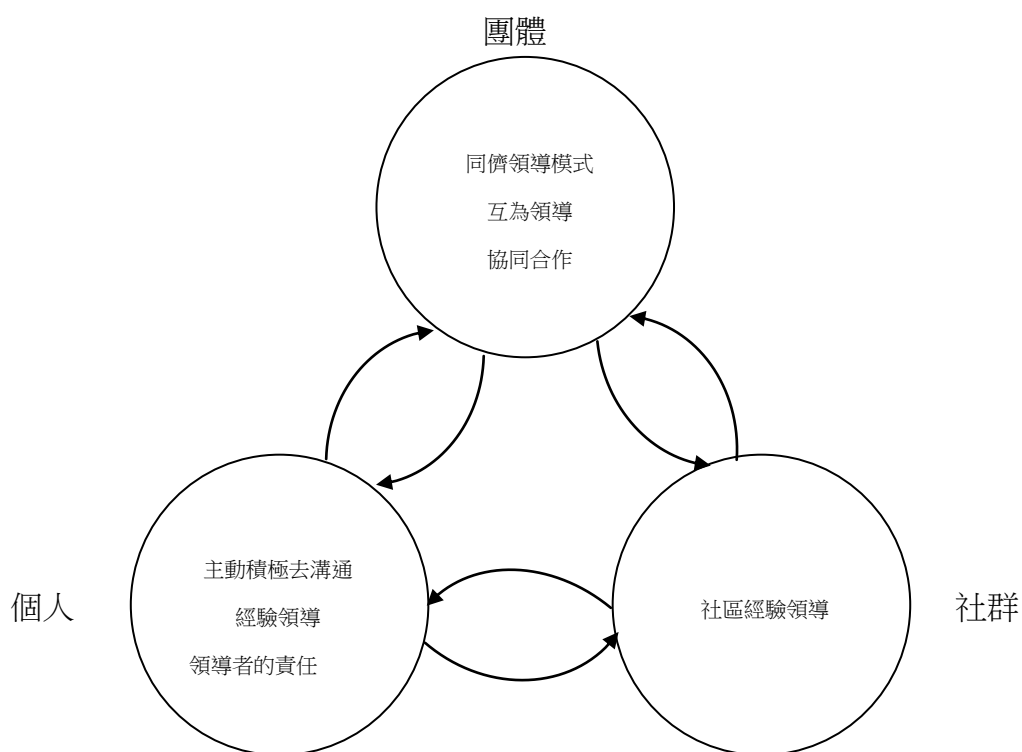 團體
同儕領導模式
互為領導
協同合作
個人
主動積極去溝通
經驗領導
領導者的責任
社區經驗領導
社群